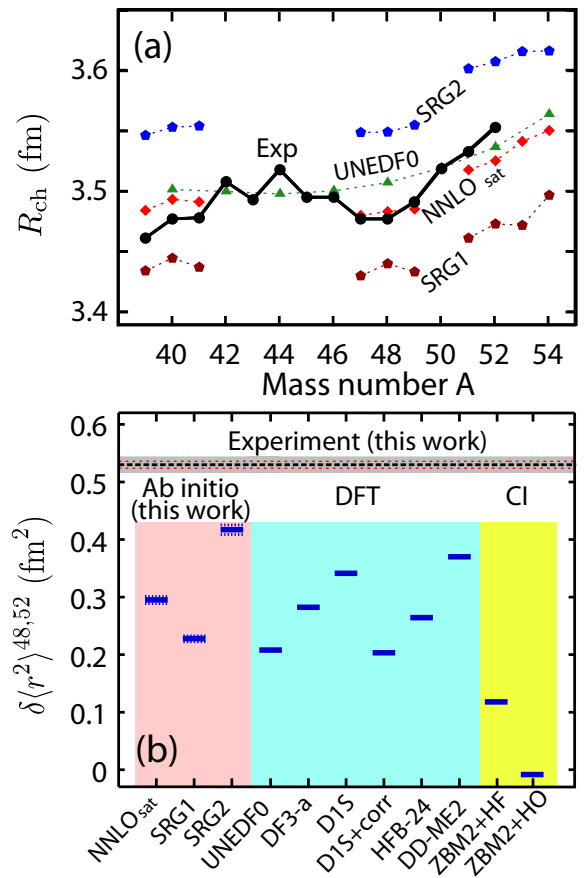 (a)
3.6
3.5
3.4
R_ch (fm)
SRG2
Exp
UNEDF0
NNLO_sat
SRG1
40 42 44 46 48 50 52 54
Mass number A
0.6
0.5
0.4
0.3
0.2
0.1
0
δ⟨r²⟩^48,52 (fm²)
Experiment (this work)
Ab initio
(this work)
DFT
CI
(b)
NNLO_sat
SRG1
SRG2
UNEDF0
DF3-a
D1S
D1S+corr
HFB-24
DD-ME2
ZBM2+HF
ZBM2+HO